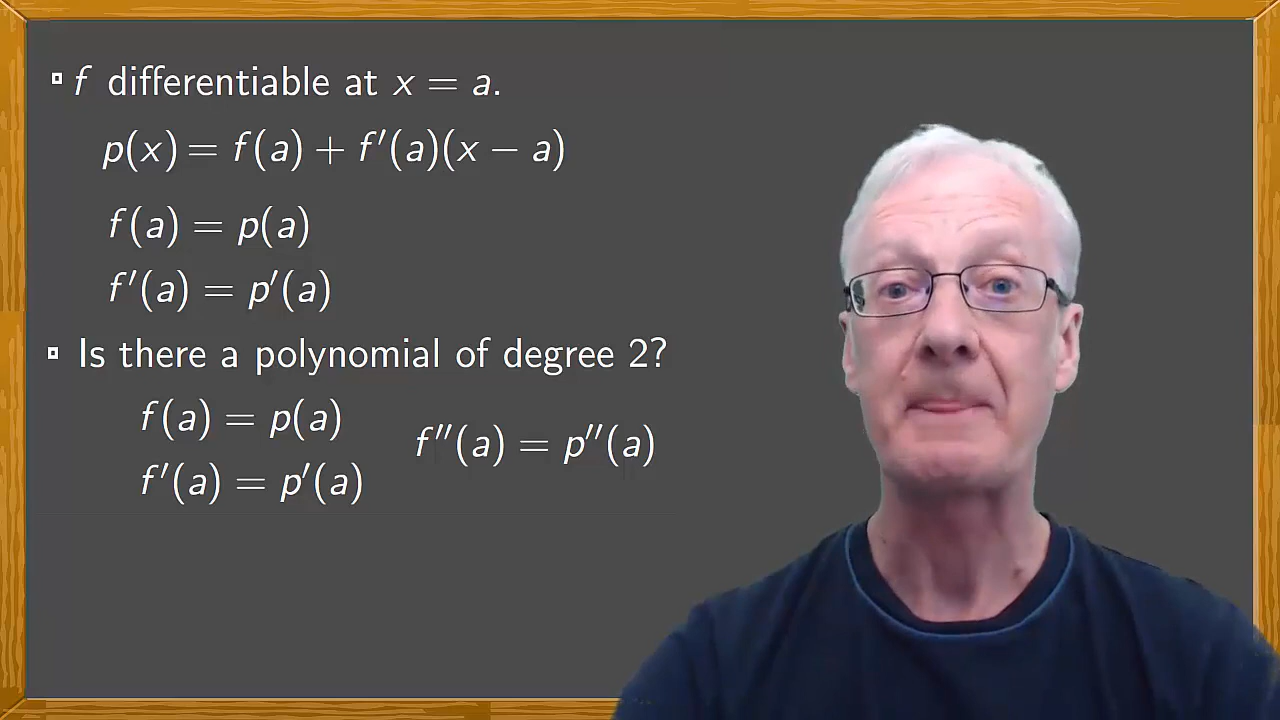 f differentiable at x = a.
p(x) = f(a) + f′(a)(x − a)
f(a) = p(a)
f′(a) = p′(a)
Is there a polynomial of degree 2?
f(a) = p(a)
f″(a) = p″(a)
f′(a) = p′(a)